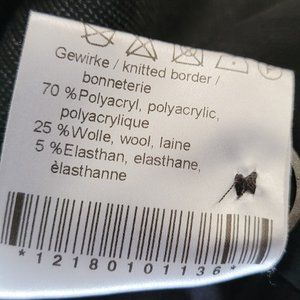 Gewirke / knitted border /
bonneterie
70 %Polyacryl, polyacrylic,
polyacrylique
25 %Wolle, wool, laine
5 %Elasthan, elasthane,
èlasthanne
*12180101136*